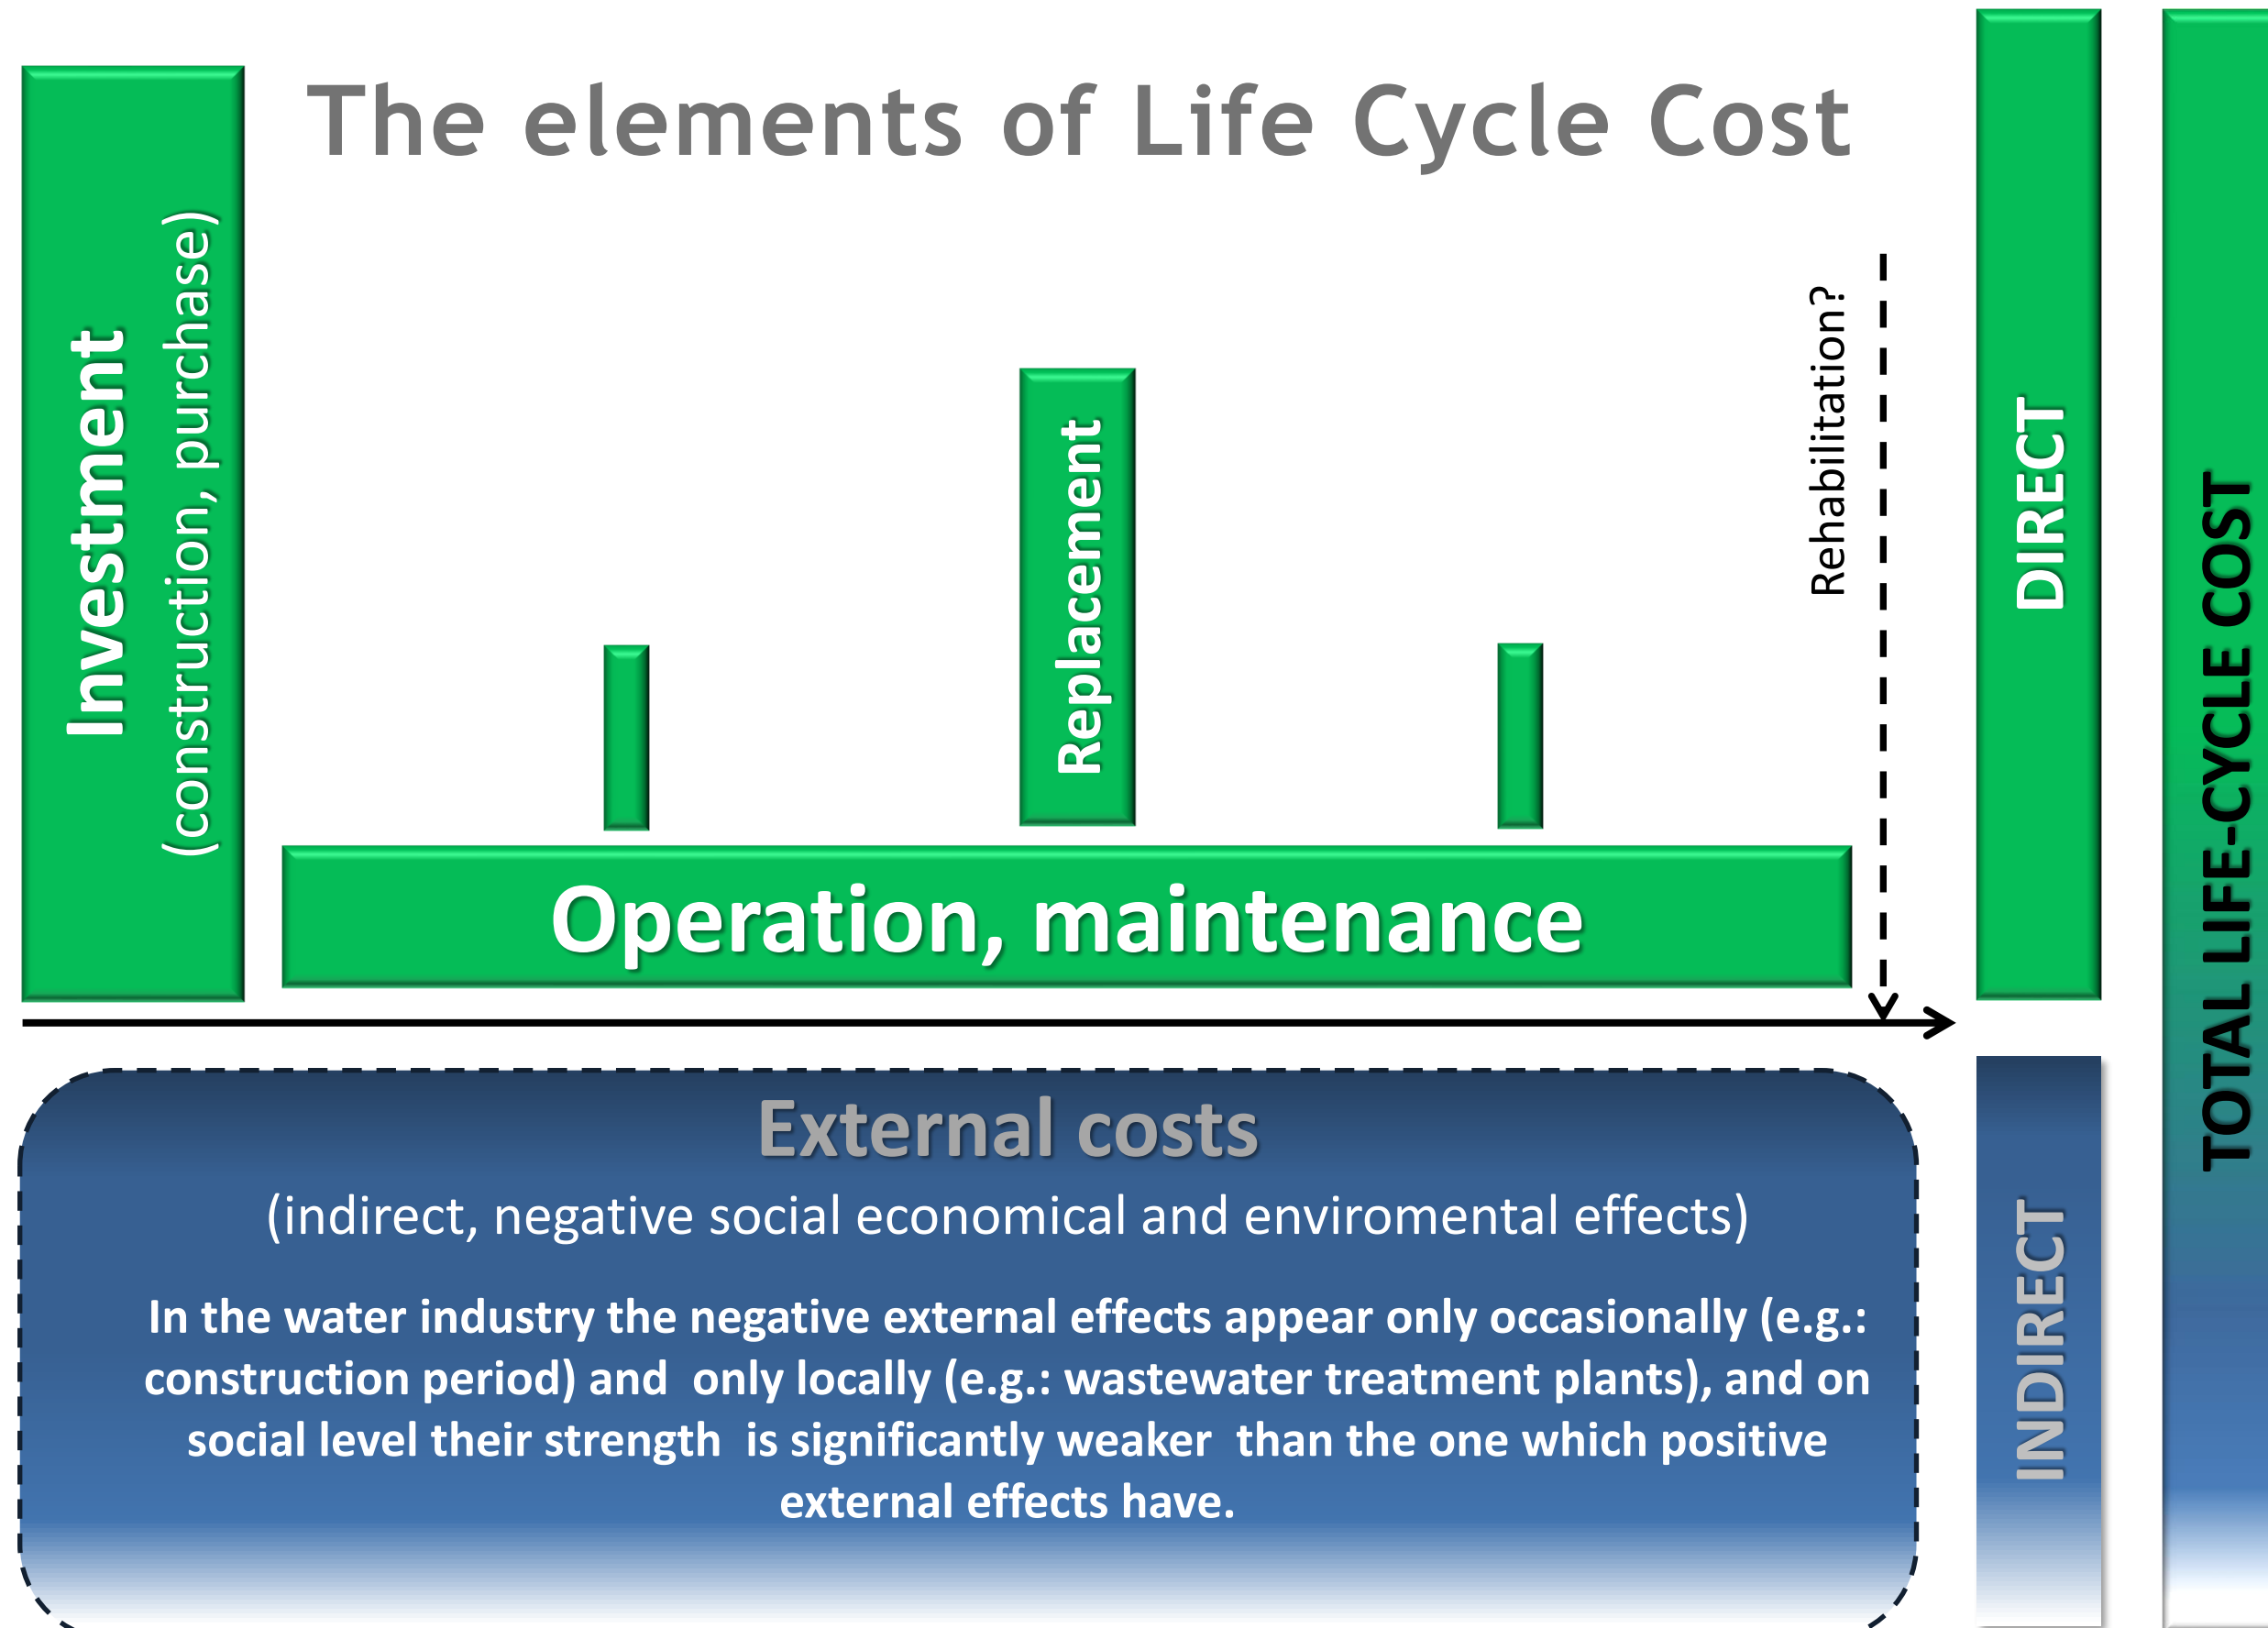 The elements of Life Cycle Cost
Investment
(construction, purchase)
Replacement
Rehabilitation?
Operation, maintenance
DIRECT
TOTAL LIFE-CYCLE COST
External costs
(indirect, negative social economical and enviromental effects)
In the water industry the negative external effects appear only occasionally (e.g.:
construction period) and only locally (e.g.: wastewater treatment plants), and on
social level their strength is significantly weaker than the one which positive
external effects have.
INDIRECT